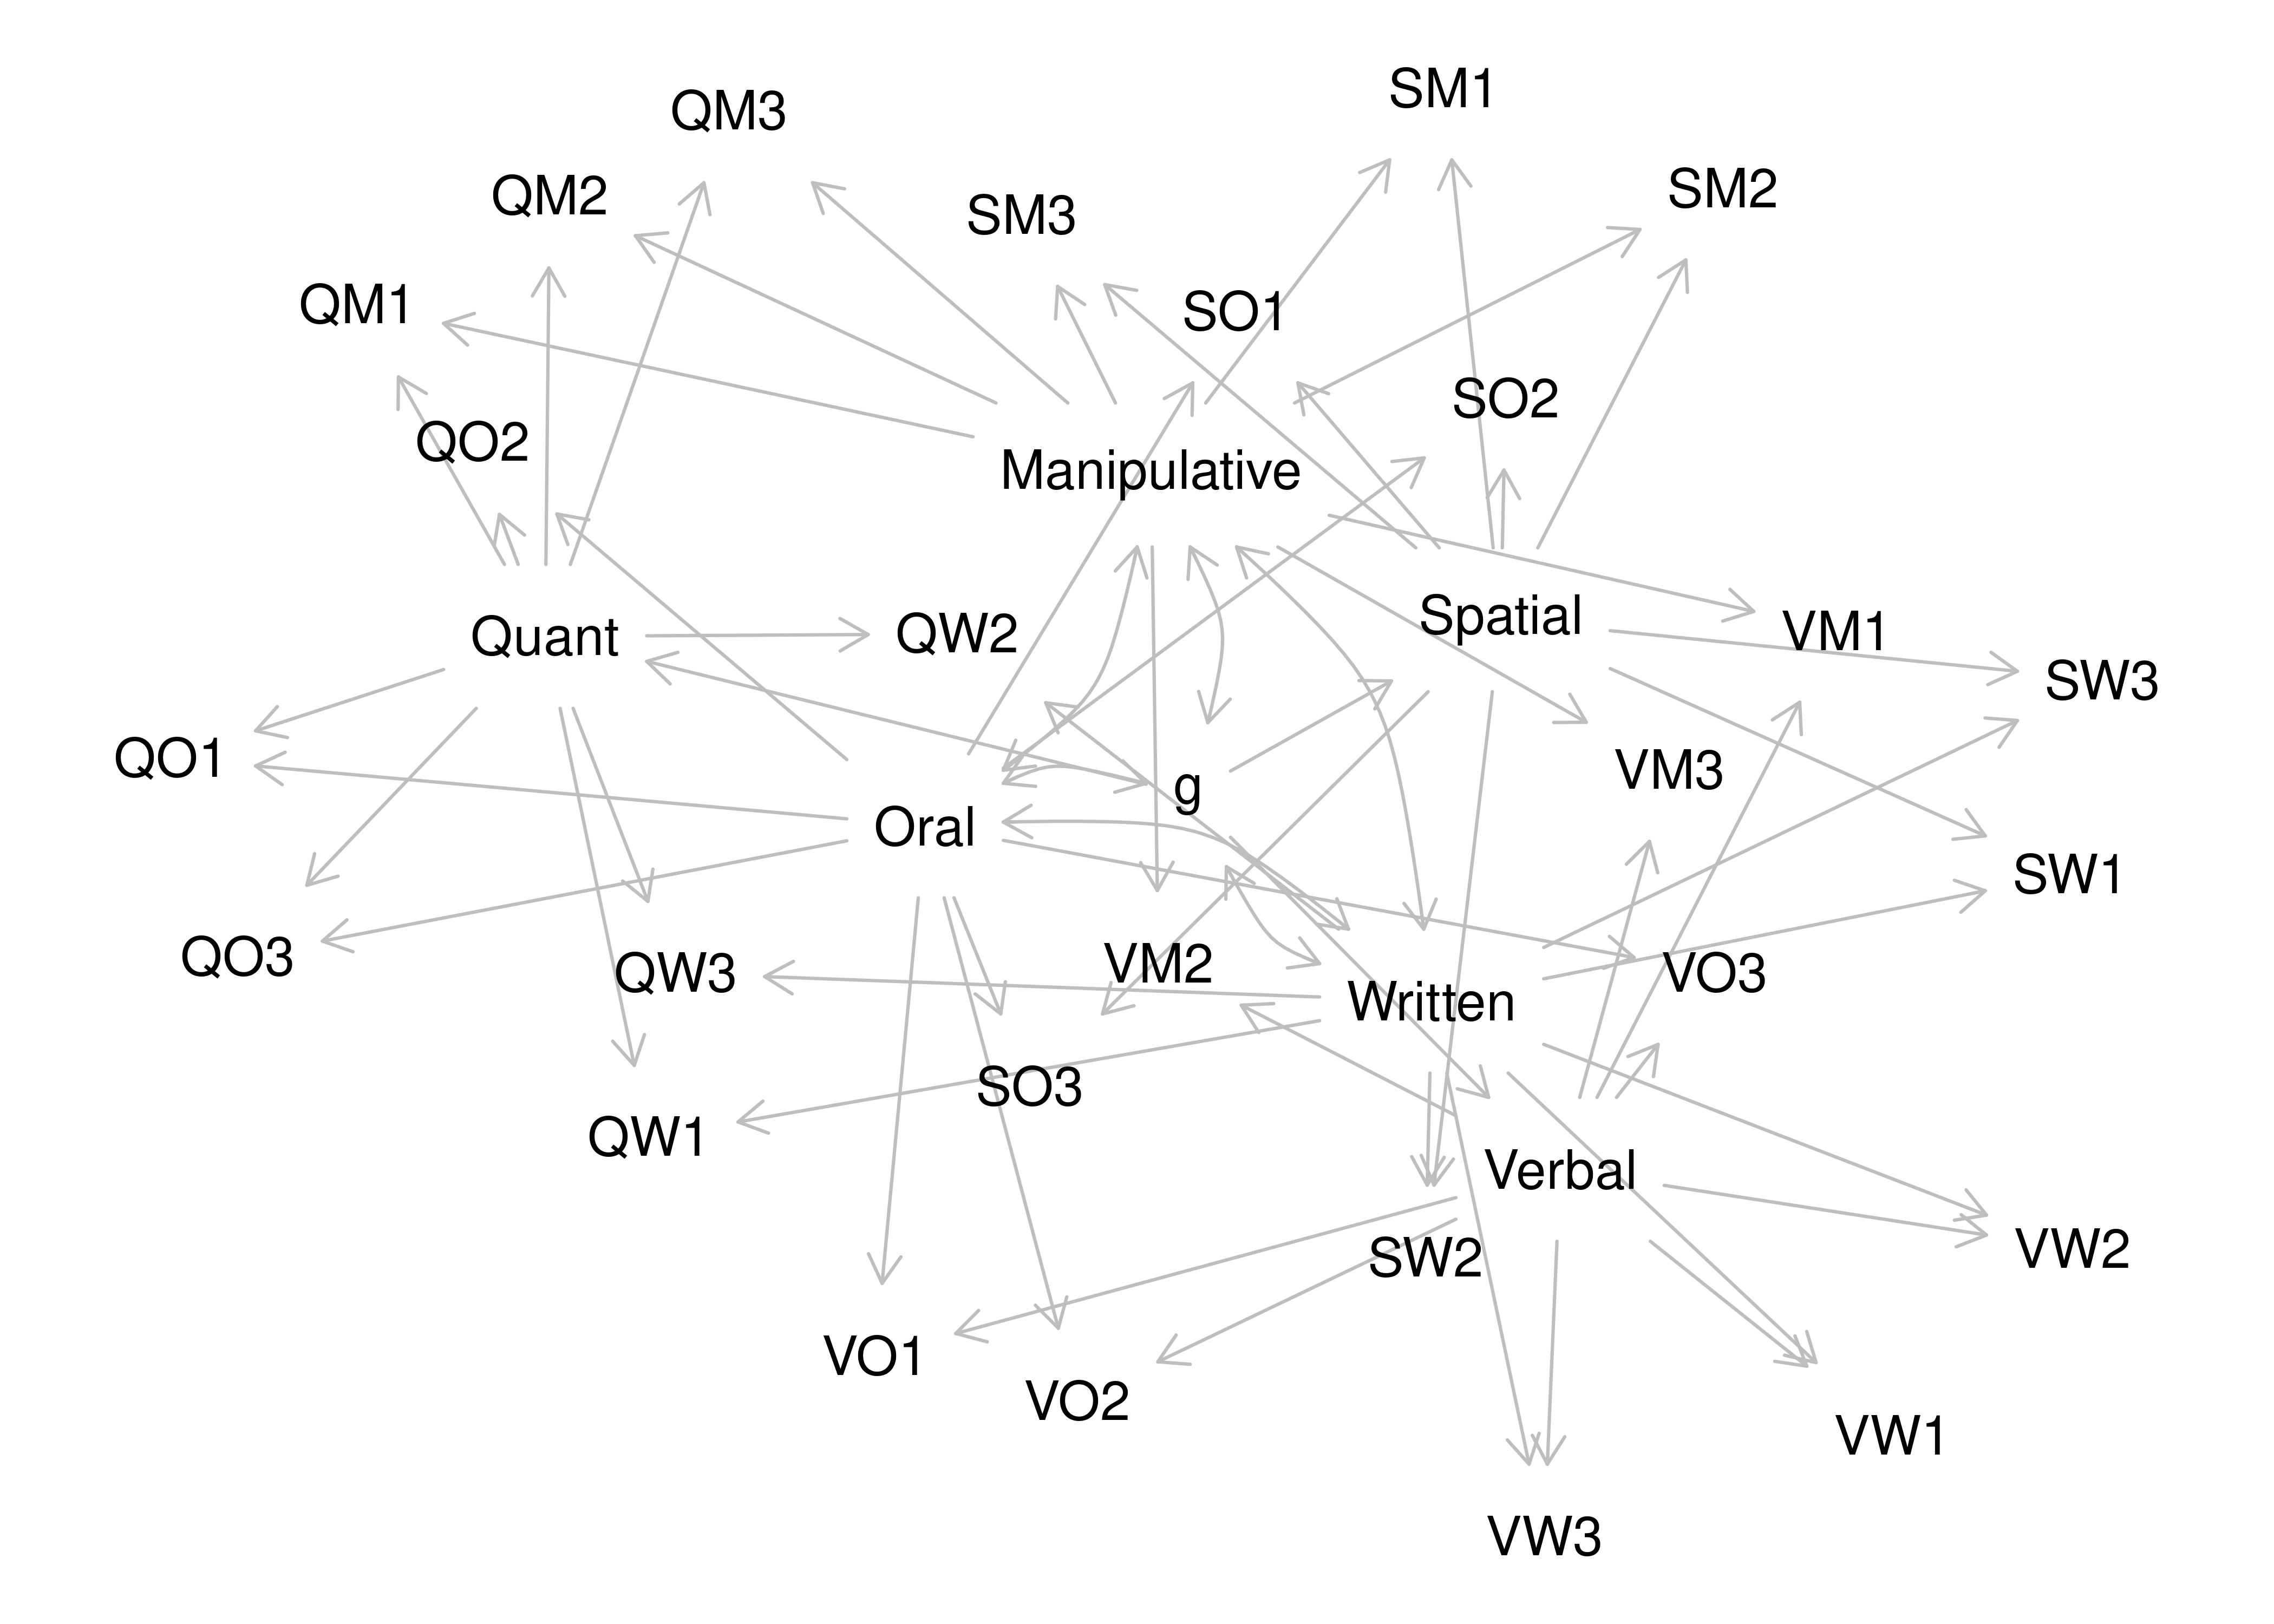 SM1
QM3
SM2
QM2
SM3
QM1
SO1
SO2
QO2
Manipulative
Spatial
VM1
Quant
QW2
SW3
QO1
VM3
g
Oral
SW1
QO3
VM2
QW3
VO3
Written
SO3
QW1
Verbal
VW2
SW2
VO1
VO2
VW1
VW3